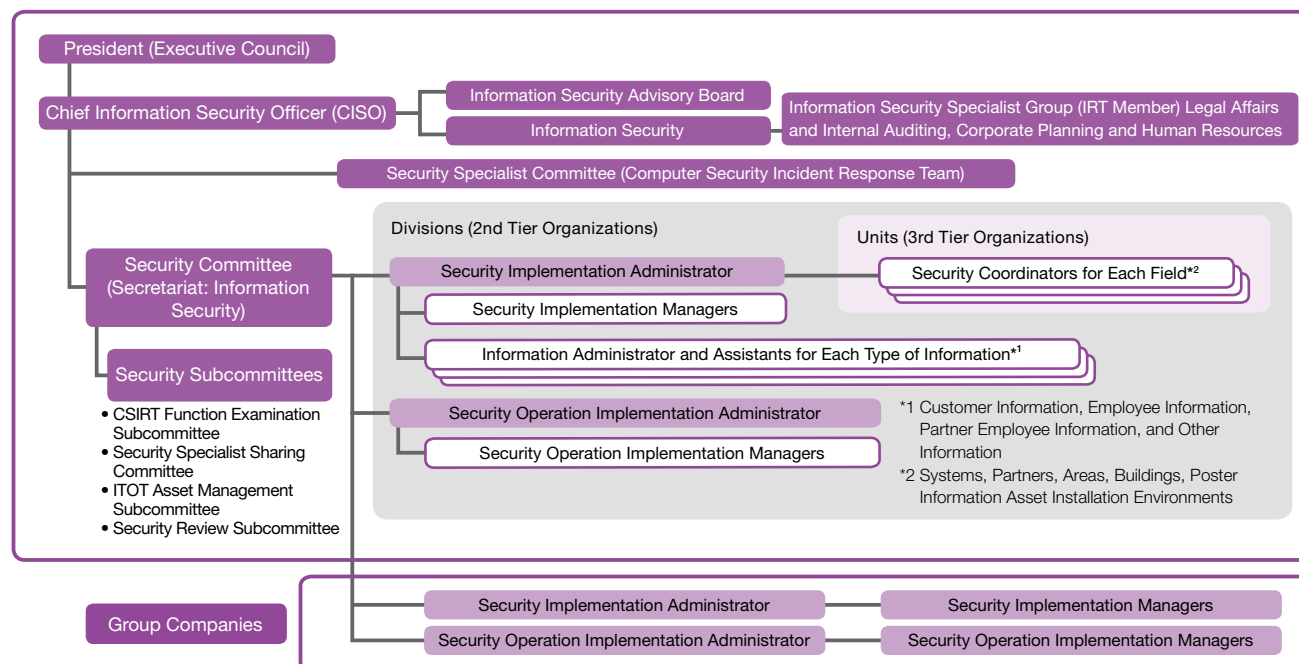 President (Executive Council)
Chief Information Security Officer (CISO)
Information Security Advisory Board
Information Security
Information Security Specialist Group (IRT Member) Legal Affairs
and Internal Auditing, Corporate Planning and Human Resources
Security Specialist Committee (Computer Security Incident Response Team)
Security Committee
(Secretariat: Information
Security)
Security Subcommittees
• CSIRT Function Examination
Subcommittee
• Security Specialist Sharing
Committee
• ITOT Asset Management
Subcommittee
• Security Review Subcommittee
Divisions (2nd Tier Organizations)
Security Implementation Administrator
Security Implementation Managers
Information Administrator and Assistants for Each Type of Information*1
Security Operation Implementation Administrator
Security Operation Implementation Managers
Units (3rd Tier Organizations)
Security Coordinators for Each Field*2
*1 Customer Information, Employee Information,
Partner Employee Information, and Other
Information
*2 Systems, Partners, Areas, Buildings, Poster
Information Asset Installation Environments
Group Companies
Security Implementation Administrator
Security Implementation Managers
Security Operation Implementation Administrator
Security Operation Implementation Managers